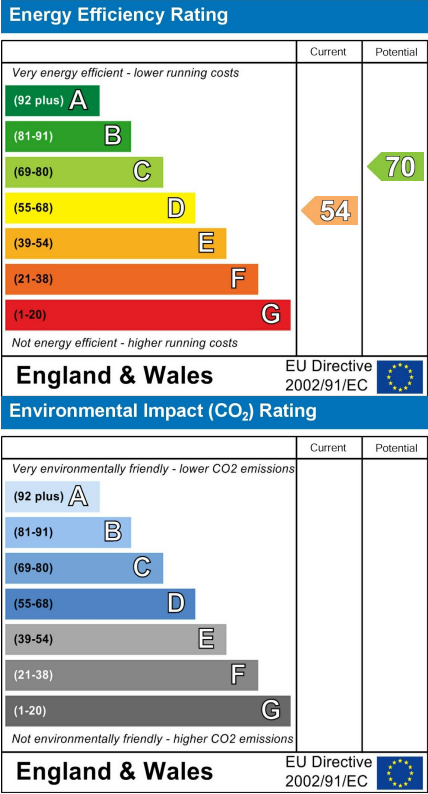 Energy Efficiency Rating
Current Potential
Very energy efficient - lower running costs
(92 plus) A
(81-91) B
(69-80) C
70
(55-68) D
54
(39-54) E
(21-38) F
(1-20) G
Not energy efficient - higher running costs
England & Wales
EU Directive
2002/91/EC
Environmental Impact (CO₂) Rating
Current Potential
Very environmentally friendly - lower CO2 emissions
(92 plus) A
(81-91) B
(69-80) C
(55-68) D
(39-54) E
(21-38) F
(1-20) G
Not environmentally friendly - higher CO2 emissions
England & Wales
EU Directive
2002/91/EC